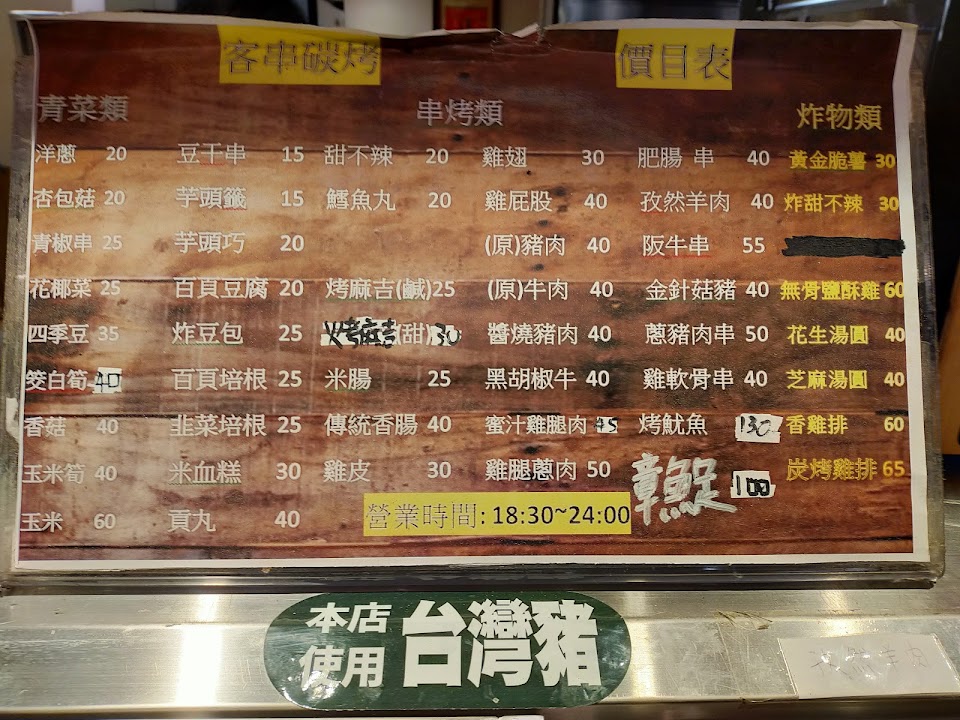 客串碳烤 價目表
青菜類 串烤類 炸物類
洋蔥 20 豆干串 15 甜不辣 20 雞翅 30 肥腸 串 40 黃金脆薯 30
杏包菇 20 芋頭籤 15 鱈魚丸 20 雞屁股 40 孜然羊肉 40 炸甜不辣 30
青椒串 25 芋頭巧 20 (原)豬肉 40 阪牛串 55
花椰菜 25 百頁豆腐 20 烤麻吉(鹹)25 (原)牛肉 40 金針菇豬 40 無骨鹽酥雞 60
四季豆 35 炸豆包 25 烤麻吉(甜) 30 醬燒豬肉 40 蔥豬肉串 50 花生湯圓 40
筊白筍 40 百頁培根 25 米腸 25 黑胡椒牛 40 雞軟骨串 40 芝麻湯圓 40
香菇 40 韭菜培根 25 傳統香腸 40 蜜汁雞腿肉 45 烤魷魚 130 香雞排 60
玉米筍 40 米血糕 30 雞皮 30 雞腿蔥肉 50 章魚足 100 炭烤雞排 65
玉米 60 貢丸 40 營業時間: 18:30~24:00
本店使用 台灣豬